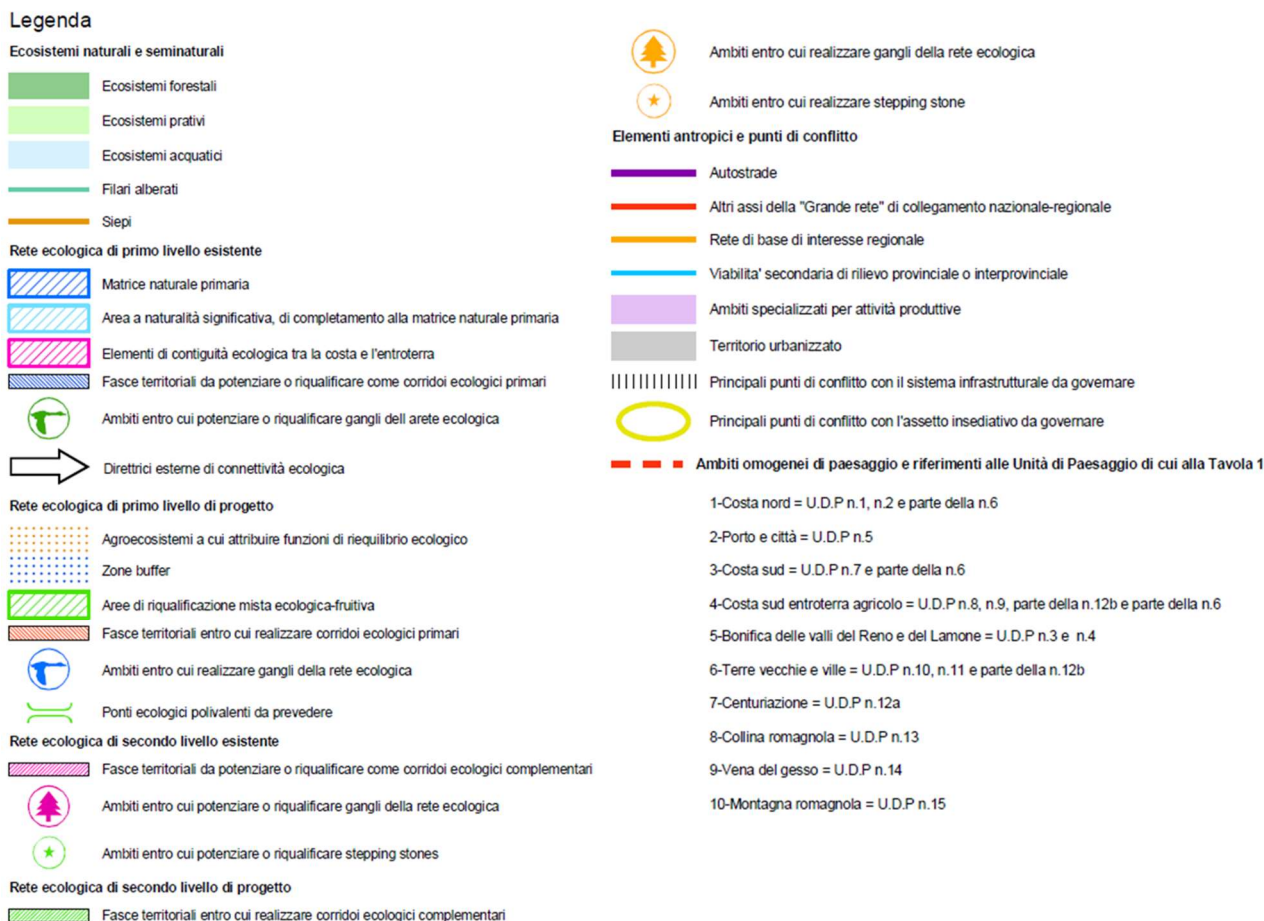 Legenda
Ecosistemi naturali e seminaturali
Ecosistemi forestali
Ecosistemi prativi
Ecosistemi acquatici
Filari alberati
Siepi
Rete ecologica di primo livello esistente
Matrice naturale primaria
Area a naturalità significativa, di completamento alla matrice naturale primaria
Elementi di contiguità ecologica tra la costa e l'entroterra
Fasce territoriali da potenziare o riqualificare come corridoi ecologici primari
Ambiti entro cui potenziare o riqualificare gangli dell arete ecologica
Direttrici esterne di connettività ecologica
Rete ecologica di primo livello di progetto
Agroecosistemi a cui attribuire funzioni di riequilibrio ecologico
Zone buffer
Aree di riqualificazione mista ecologica-fruitiva
Fasce territoriali entro cui realizzare corridoi ecologici primari
Ambiti entro cui realizzare gangli della rete ecologica
Ponti ecologici polivalenti da prevedere
Rete ecologica di secondo livello esistente
Fasce territoriali da potenziare o riqualificare come corridoi ecologici complementari
Ambiti entro cui potenziare o riqualificare gangli della rete ecologica
Ambiti entro cui potenziare o riqualificare stepping stones
Rete ecologica di secondo livello di progetto
Fasce territoriali entro cui realizzare corridoi ecologici complementari
Ambiti entro cui realizzare gangli della rete ecologica
Ambiti entro cui realizzare stepping stone
Elementi antropici e punti di conflitto
Autostrade
Altri assi della "Grande rete" di collegamento nazionale-regionale
Rete di base di interesse regionale
Viabilita' secondaria di rilievo provinciale o interprovinciale
Ambiti specializzati per attività produttive
Territorio urbanizzato
Principali punti di conflitto con il sistema infrastrutturale da governare
Principali punti di conflitto con l'assetto insediativo da governare
Ambiti omogenei di paesaggio e riferimenti alle Unità di Paesaggio di cui alla Tavola 1
1-Costa nord = U.D.P n.1, n.2 e parte della n.6
2-Porto e città = U.D.P n.5
3-Costa sud = U.D.P n.7 e parte della n.6
4-Costa sud entroterra agricolo = U.D.P n.8, n.9, parte della n.12b e parte della n.6
5-Bonifica delle valli del Reno e del Lamone = U.D.P n.3 e n.4
6-Terre vecchie e ville = U.D.P n.10, n.11 e parte della n.12b
7-Centuriazione = U.D.P n.12a
8-Collina romagnola = U.D.P n.13
9-Vena del gesso = U.D.P n.14
10-Montagna romagnola = U.D.P n.15